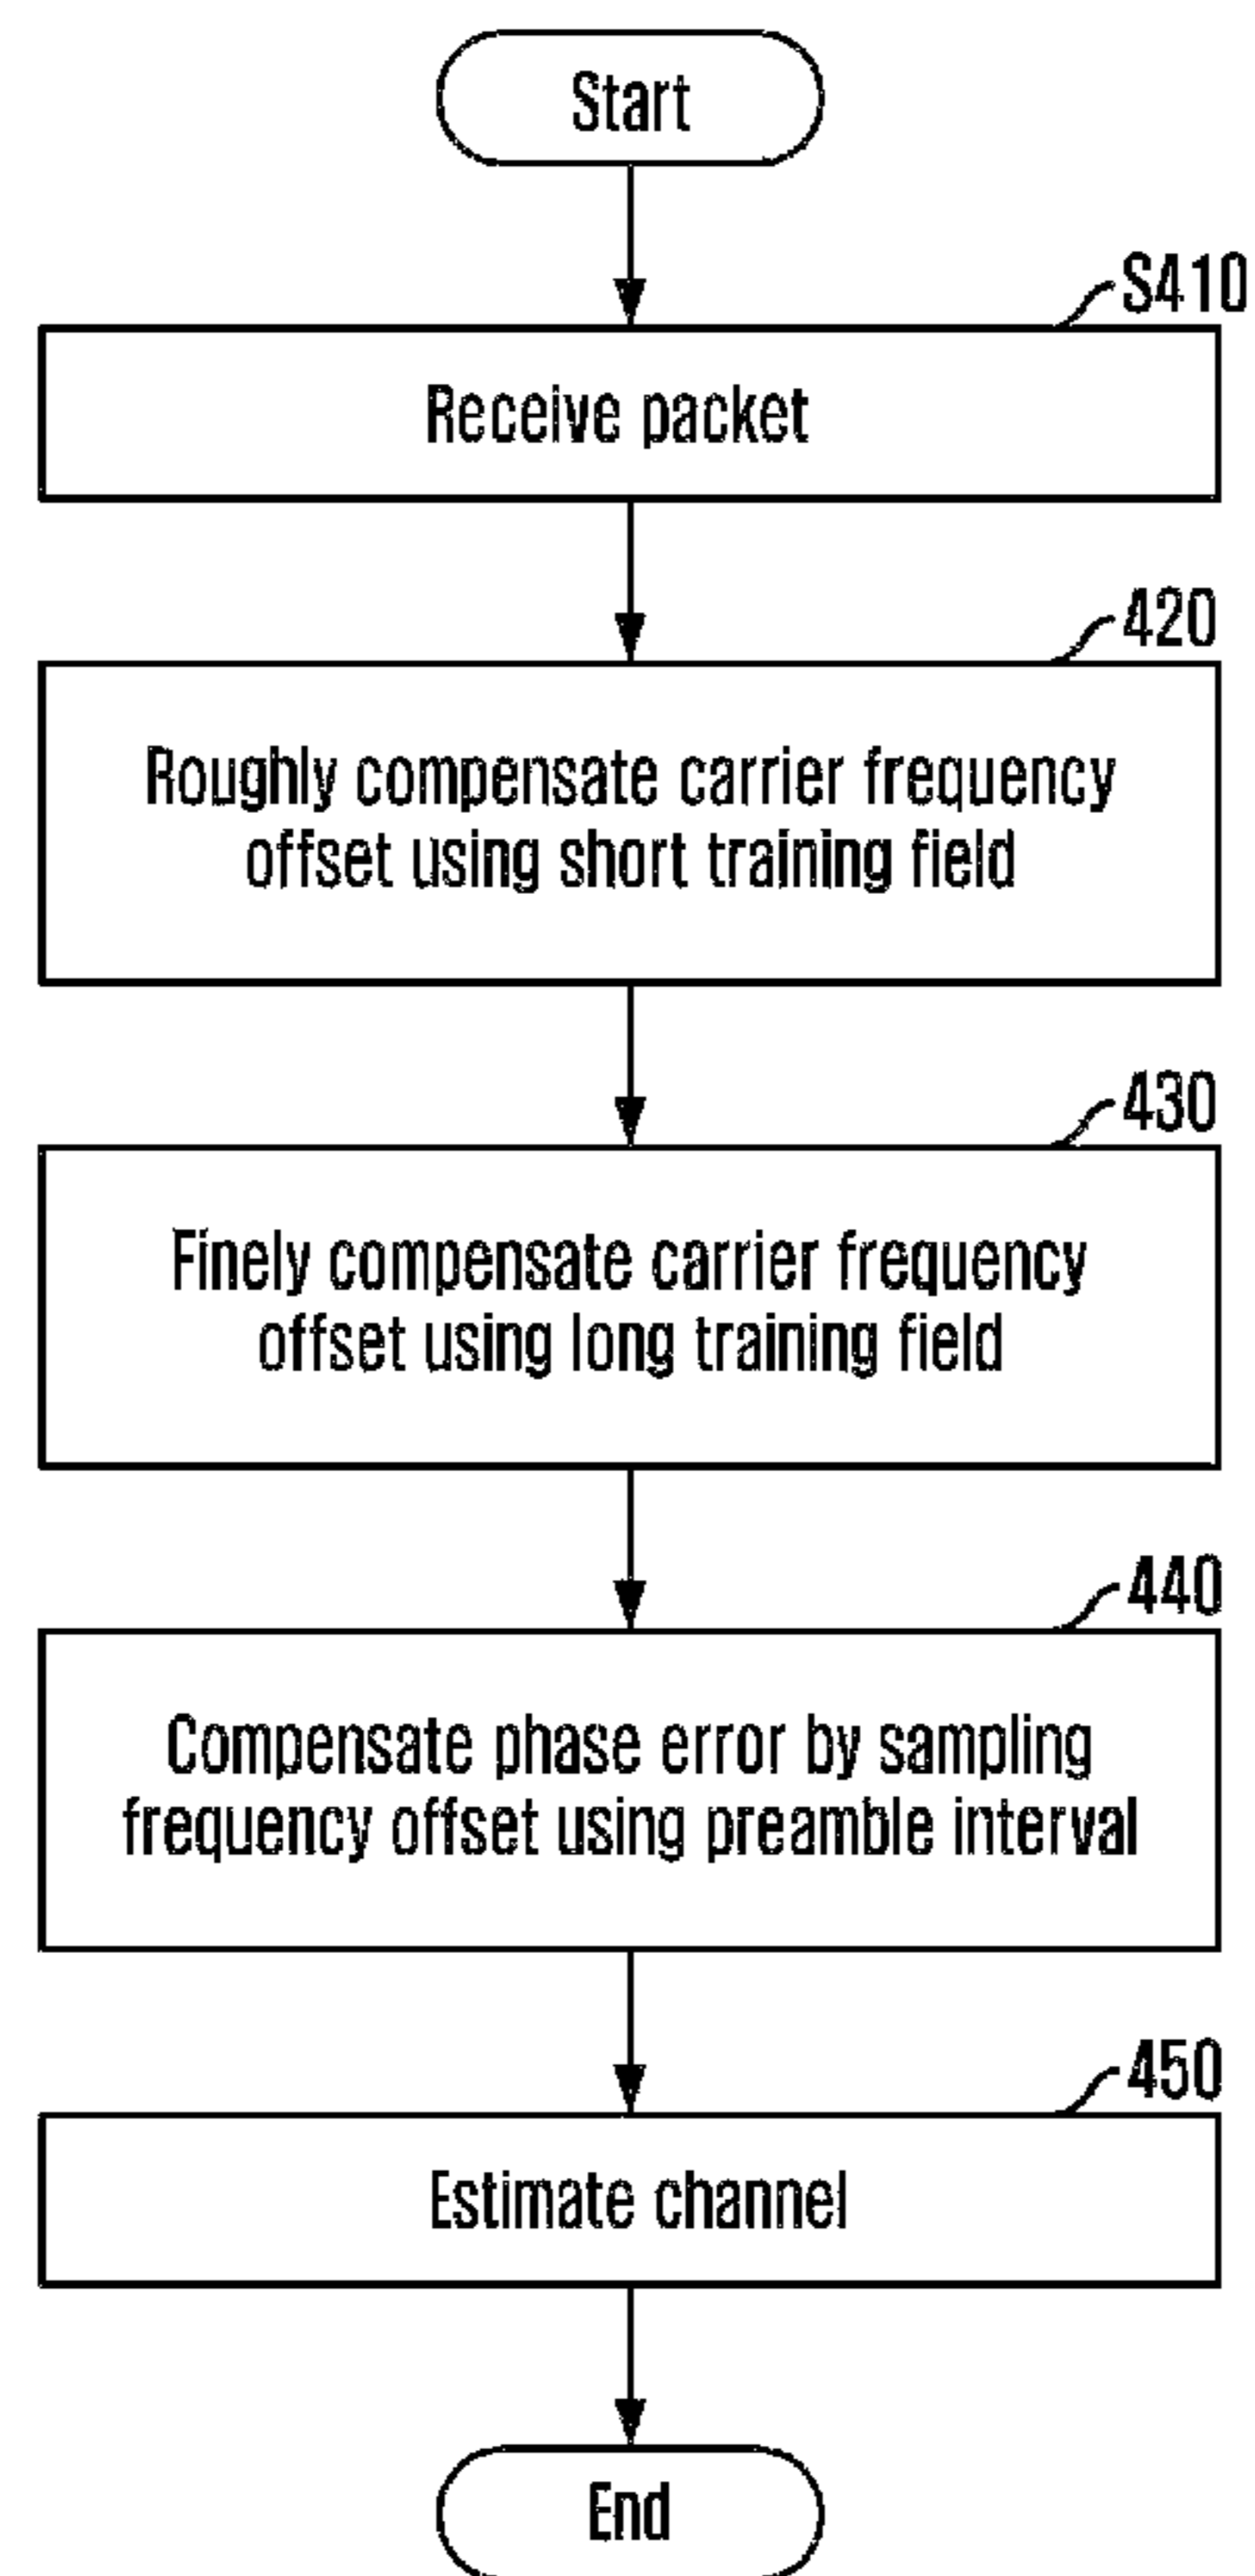 Start
S410
Receive packet
420
Roughly compensate carrier frequency
offset using short training field
430
Finely compensate carrier frequency
offset using long training field
440
Compensate phase error by sampling
frequency offset using preamble interval
450
Estimate channel
End